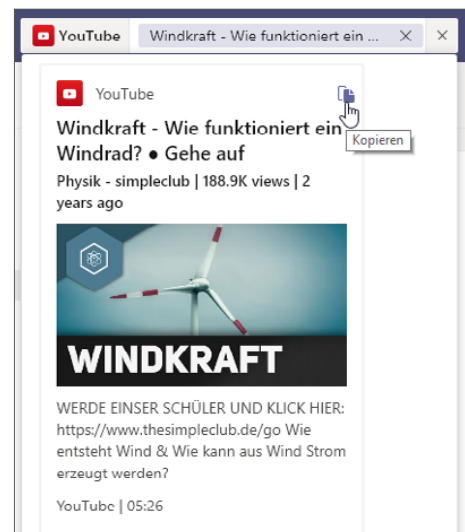 YouTube Windkraft - Wie funktioniert ein ...
YouTube
Kopieren
Windkraft - Wie funktioniert ein
Windrad? ● Gehe auf
Physik - simpleclub | 188.9K views | 2
years ago
WINDKRAFT
WERDE EINSER SCHÜLER UND KLICK HIER:
https://www.thesimpleclub.de/go Wie
entsteht Wind & Wie kann aus Wind Strom
erzeugt werden?
YouTube | 05:26